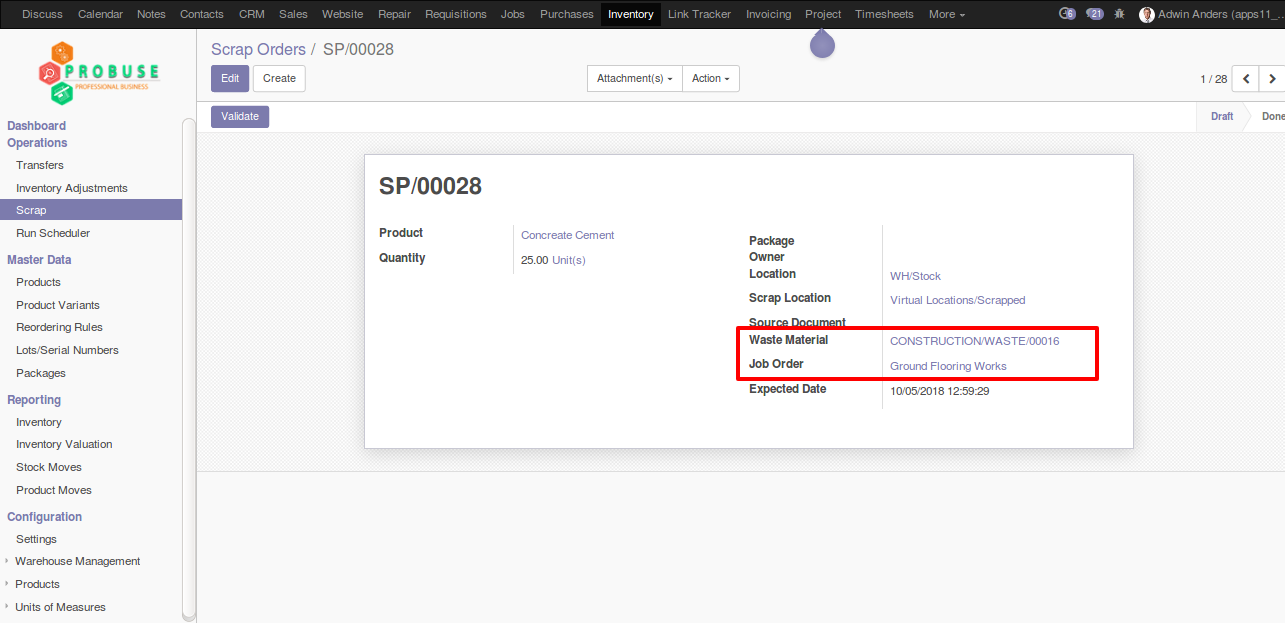 Discuss Calendar Notes Contacts CRM Sales Website Repair Requisitions Jobs Purchases Inventory Link Tracker Invoicing Project Timesheets More 6 21 Adwin Anders (apps11_...
PROBUSE
PROFESSIONAL BUSINESS
Dashboard
Operations
Transfers
Inventory Adjustments
Scrap
Run Scheduler
Master Data
Products
Product Variants
Reordering Rules
Lots/Serial Numbers
Packages
Reporting
Inventory
Inventory Valuation
Stock Moves
Product Moves
Configuration
Settings
Warehouse Management
Products
Units of Measures
Scrap Orders / SP/00028
Edit Create Attachment(s) Action 1 / 28
Validate Draft Done
SP/00028
Product Concreate Cement
Quantity 25.00 Unit(s)
Package
Owner
Location WH/Stock
Scrap Location Virtual Locations/Scrapped
Source Document
Waste Material CONSTRUCTION/WASTE/00016
Job Order Ground Flooring Works
Expected Date 10/05/2018 12:59:29